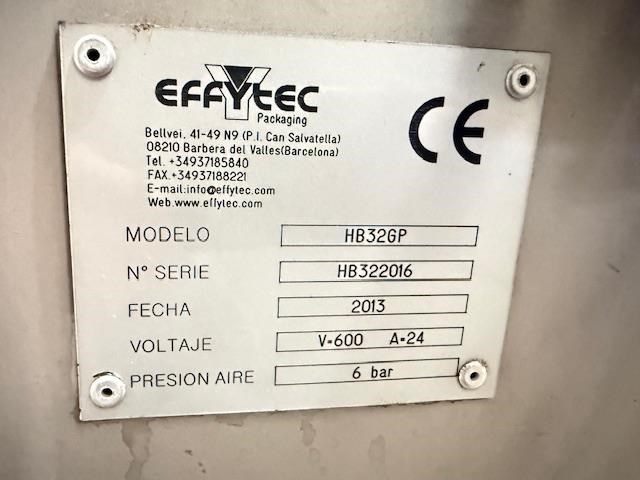 EFFYTEC
Packaging
CE
Bellvei, 41-49 N9 (P.I. Can Salvatella)
08210 Barbera del Valles(Barcelona)
Tel. +34937185840
FAX.+34937188221
E-mail:info@effytec.com
Web.www.effytec.com
MODELO HB32GP
N° SERIE HB322016
FECHA 2013
VOLTAJE V=600 A=24
PRESION AIRE 6 bar